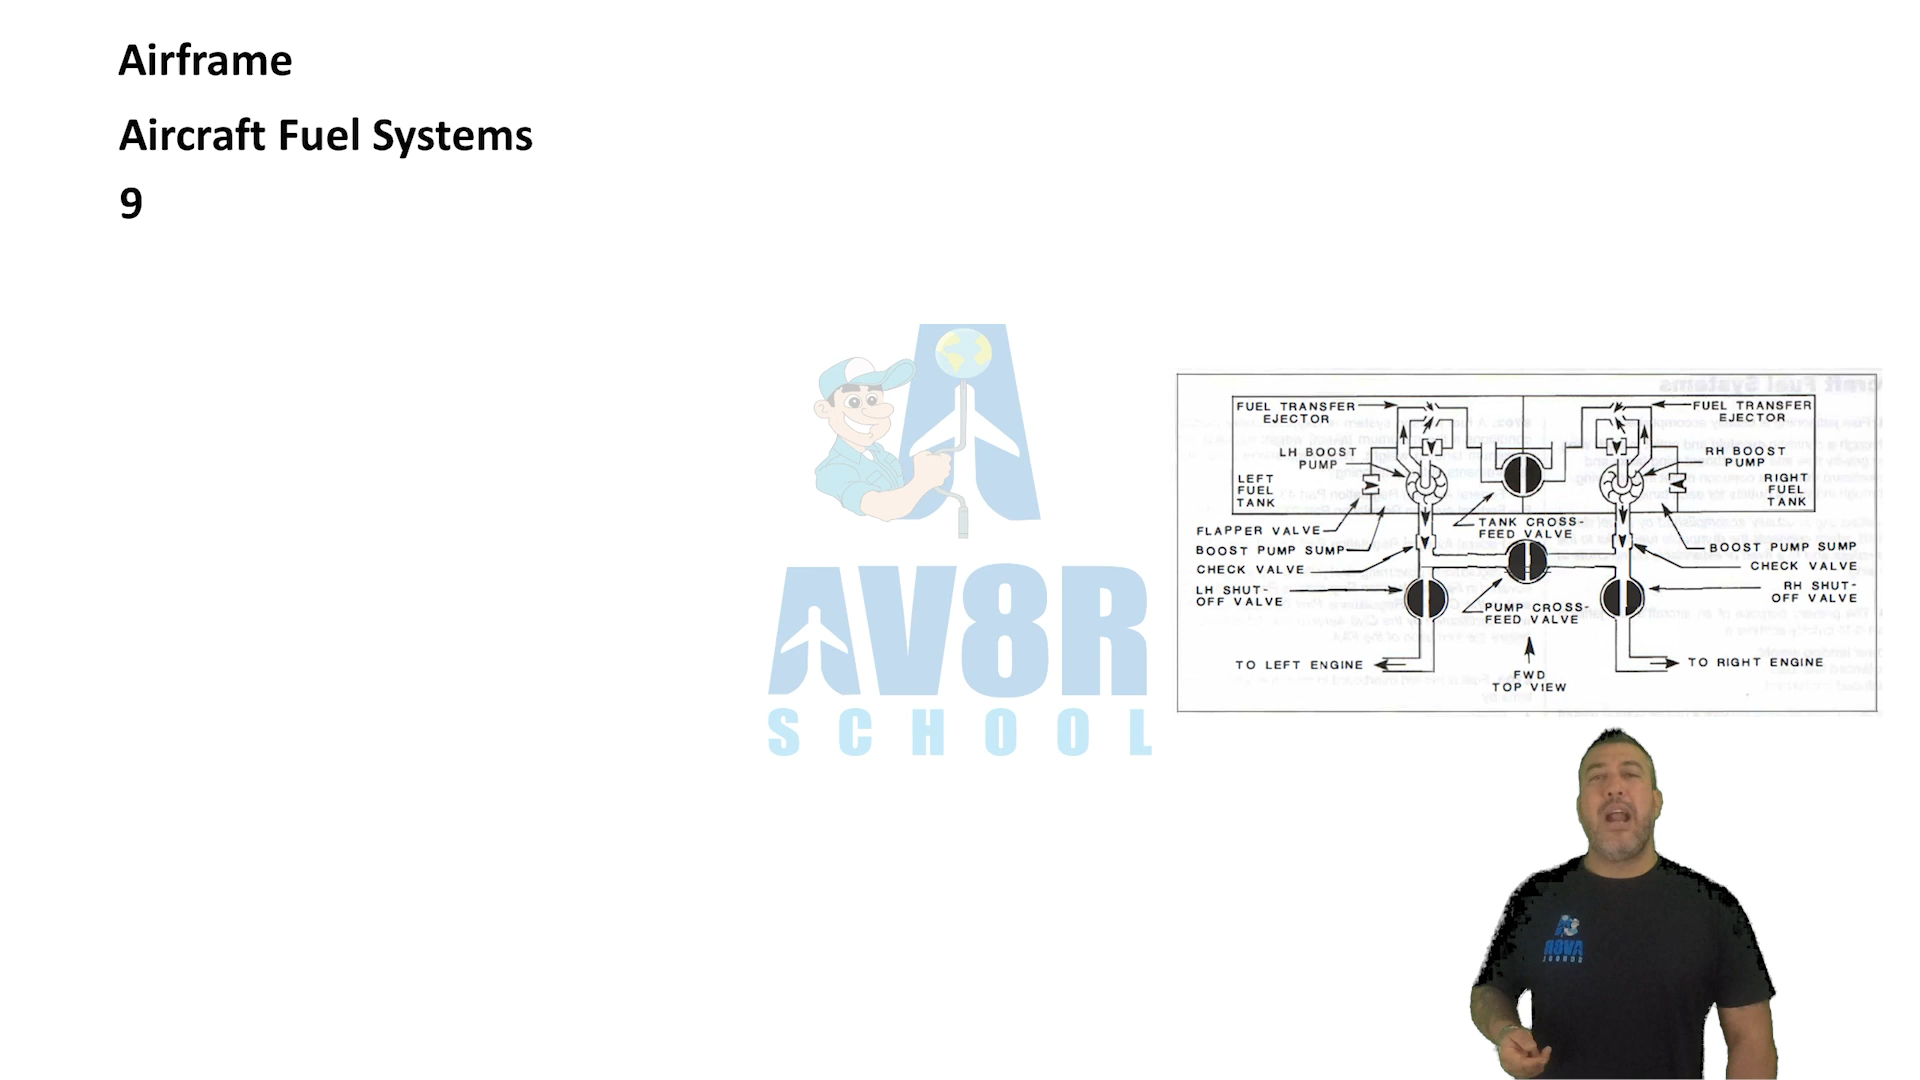 Airframe
Aircraft Fuel Systems
9
AV8R
SCHOOL
FUEL TRANSFER
EJECTOR
FUEL TRANSFER
EJECTOR
LH BOOST
PUMP
RH BOOST
PUMP
LEFT
FUEL
TANK
RIGHT
FUEL
TANK
FLAPPER VALVE
TANK CROSS-
FEED VALVE
BOOST PUMP SUMP
BOOST PUMP SUMP
CHECK VALVE
CHECK VALVE
LH SHUT-
OFF VALVE
RH SHUT-
OFF VALVE
PUMP CROSS-
FEED VALVE
TO LEFT ENGINE
TO RIGHT ENGINE
FWD
TOP VIEW
AV8R
SCHOOL